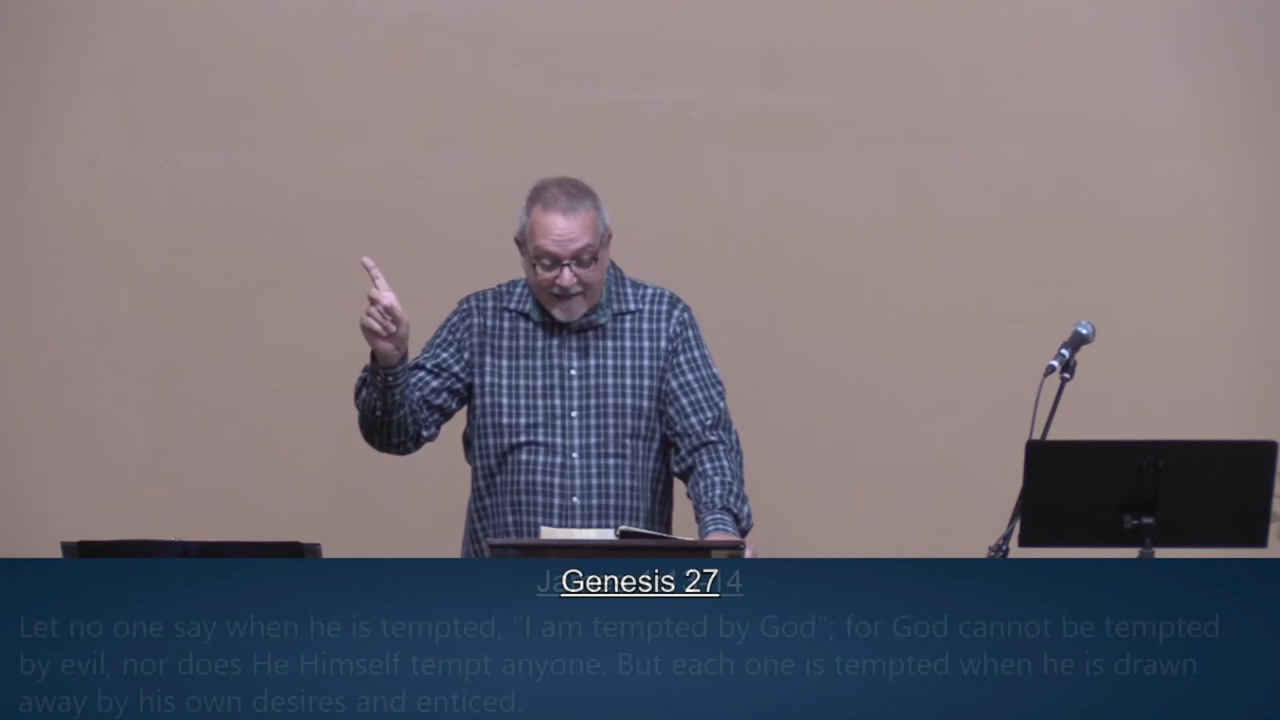 Genesis 27
Let no one say when he is tempted, “I am tempted by God”; for God cannot be tempted
by evil, nor does He Himself tempt anyone. But each one is tempted when he is drawn
away by his own desires and enticed.